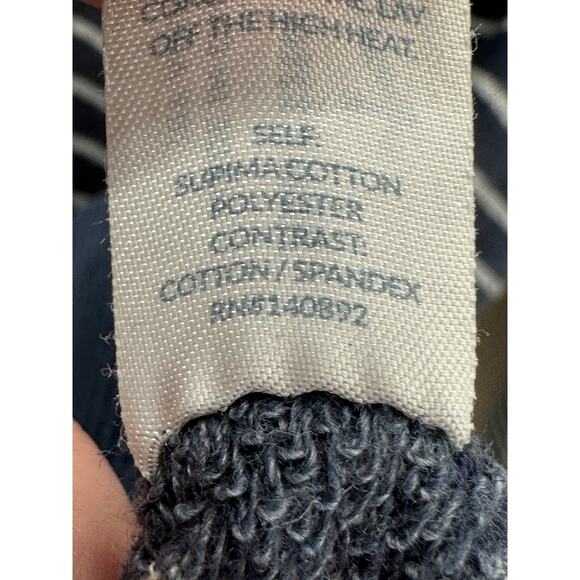 OFF THE HIGH HEAT.
SELF:
SUPIMA COTTON
POLYESTER
CONTRAST:
COTTON / SPANDEX
RN#140892